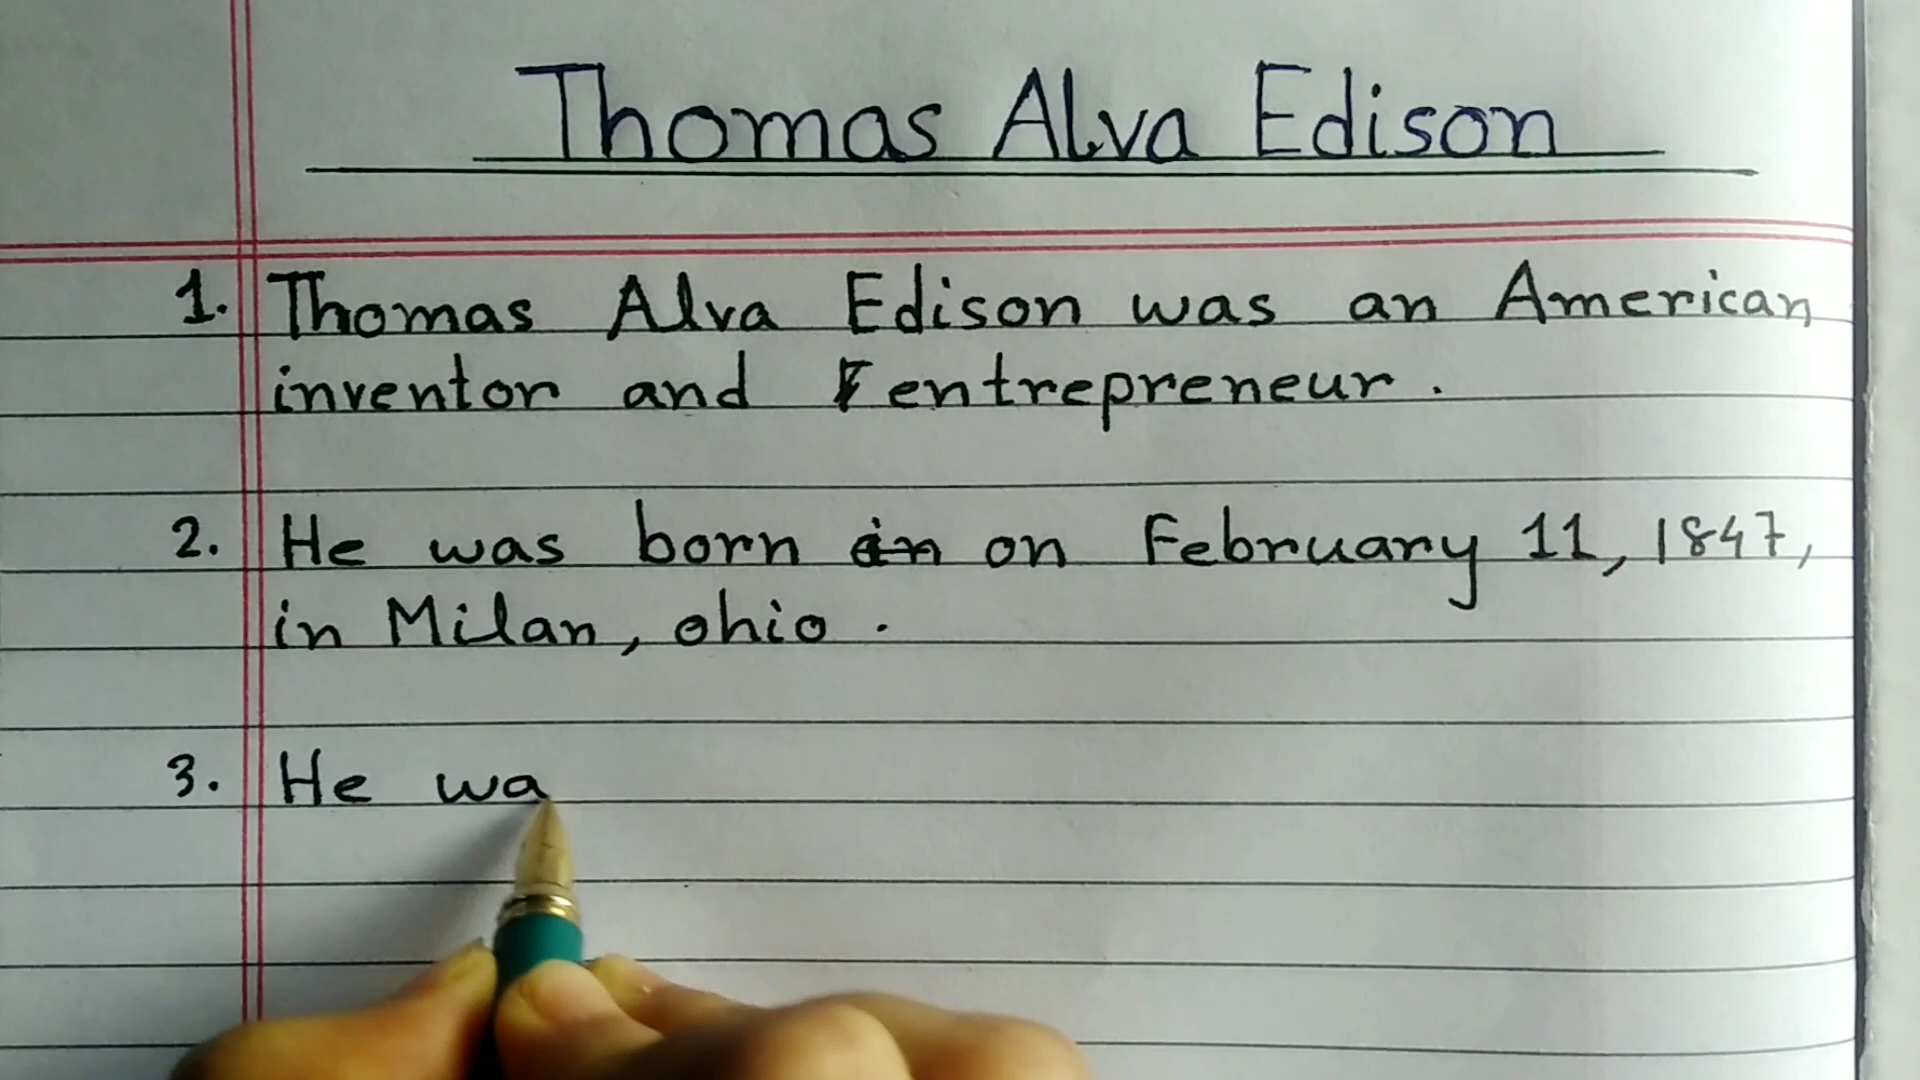 Thomas Alva Edison
1. Thomas Alva Edison was an American
inventor and entrepreneur.
2. He was born in on February 11, 1847,
in Milan, ohio.
3. He wa